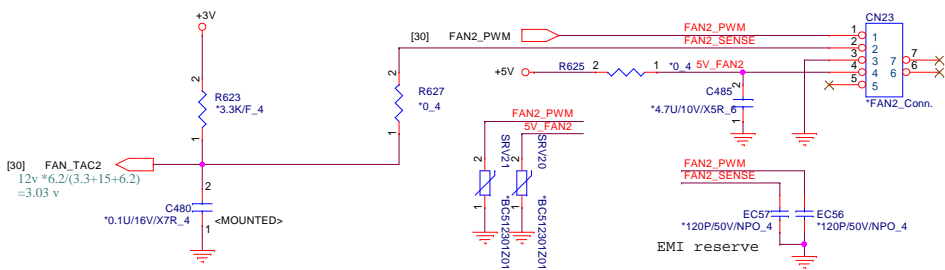 +3V
2
R623
*3.3K/F_4
1
[30] FAN_TAC2
12v *6.2/(3.3+15+6.2)
=3.03 v
2
C480
*0.1U/16V/X7R_4
1
<MOUNTED>
2
R627
*0_4
1
[30] FAN2_PWM
FAN2_PWM
FAN2_SENSE
+5V
R625
2
1
*0_4
5V_FAN2
2
C485
*4.7U/10V/X5R_6
1
CN23
1
2
3
4
5
1
2
3
4
5
7
6
7
6
*FAN2_Conn.
FAN2_PWM
5V_FAN2
2
1
SRV21
*BC512301Z01
2
1
SRV20
*BC512301Z01
FAN2_PWM
FAN2_SENSE
EC57
*120P/50V/NPO_4
EC56
*120P/50V/NPO_4
EMI reserve